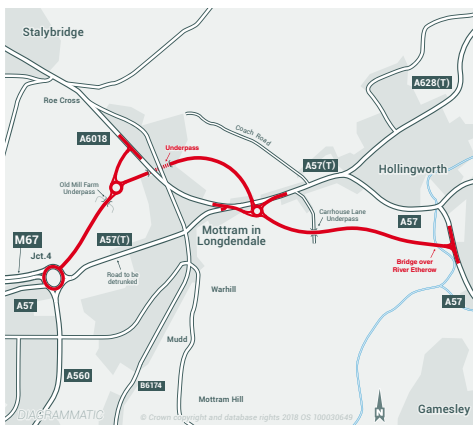 Stalybridge
A628(T)
Roe Cross
A6018
Underpass
Coach Road
A57(T)
Hollingworth
Old Mill Farm
Underpass
Mottram in
Longdendale
Carrhouse Lane
Underpass
A57
M67
Jct.4
A57(T)
Road to be
detrunked
Bridge over
River Etherow
Warhill
A57
A57
Mudd
A560
B6174
Mottram Hill
N
Gamesley
DIAGRAMMATIC
© Crown copyright and database rights 2018 OS 100030649